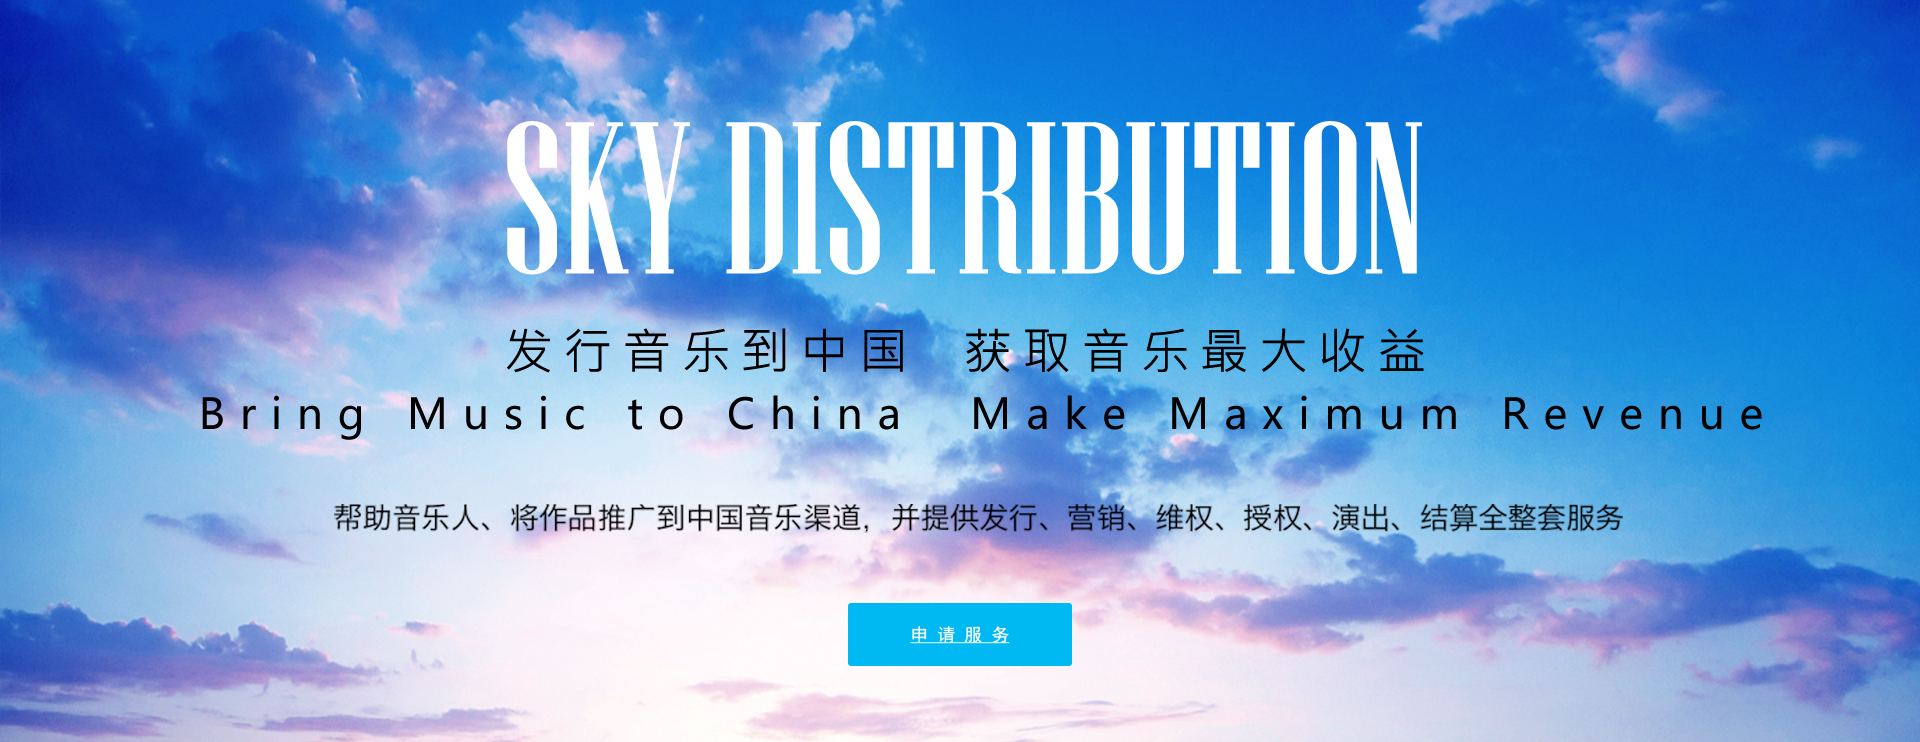 SKY DISTRIBUTION
发行音乐到中国 获取音乐最大收益
Bring Music to China Make Maximum Revenue
帮助音乐人、将作品推广到中国音乐渠道，并提供发行、营销、维权、授权、演出、结算全整套服务
申请服务